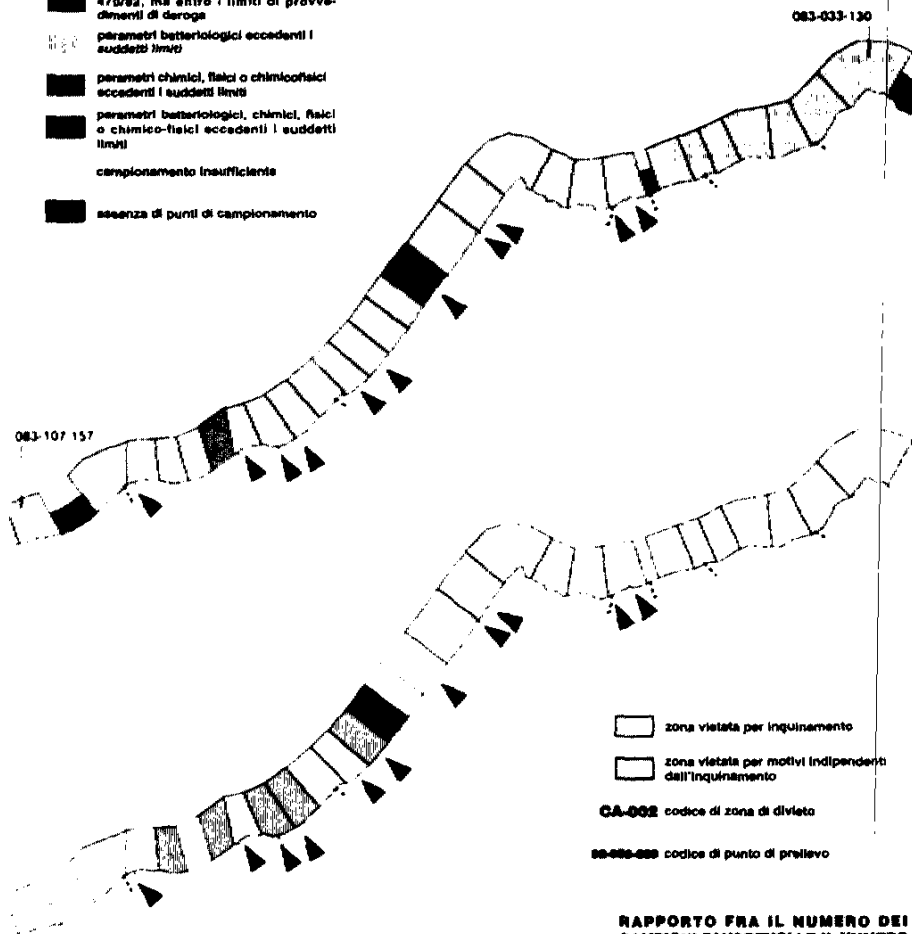 470/82, ma entro i limiti di provve-
dimenti di deroga
parametri batteriologici eccedenti i
suddetti limiti
parametri chimici, fisici o chimicofisici
eccedenti i suddetti limiti
parametri batteriologici, chimici, fisici
o chimico-fisici eccedenti i suddetti
limiti
campionamento insufficiente
assenza di punti di campionamento
083-033-130
083-107 157
zona vietata per inquinamento
zona vietata per motivi indipendenti
dall'inquinamento
CA-002 codice di zona di divieto
codice di punto di prelievo
RAPPORTO FRA IL NUMERO DEI